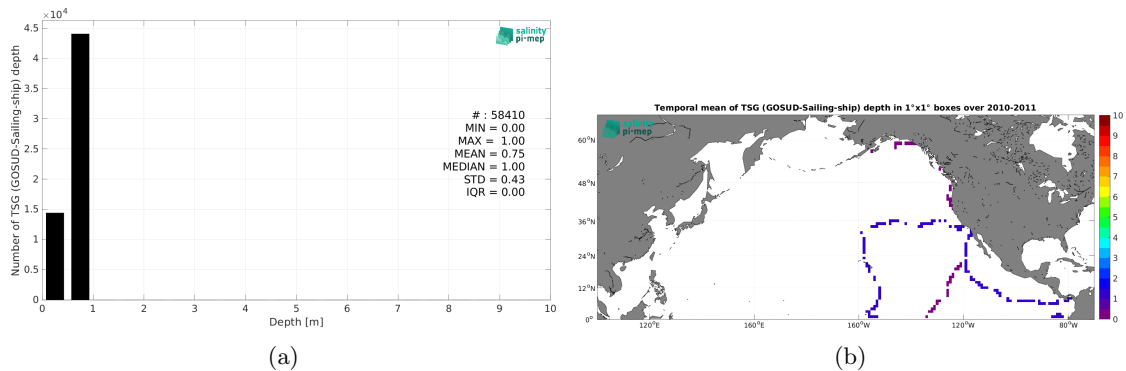 ×10⁴
4.5
4
3.5
3
2.5
2
1.5
1
0.5
0
Number of TSG (GOSUD-Sailing-ship) depth
salinity
pi-mep
# : 58410
MIN = 0.00
MAX = 1.00
MEAN = 0.75
MEDIAN = 1.00
STD = 0.43
IQR = 0.00
0 1 2 3 4 5 6 7 8 9 10
Depth [m]
(a)
Temporal mean of TSG (GOSUD-Sailing-ship) depth in 1°x1° boxes over 2010-2011
salinity
pi-mep
60°N
48°N
36°N
24°N
12°N
0°
120°E 160°E 160°W 120°W 80°W
10
9
8
7
6
5
4
3
2
1
0
(b)